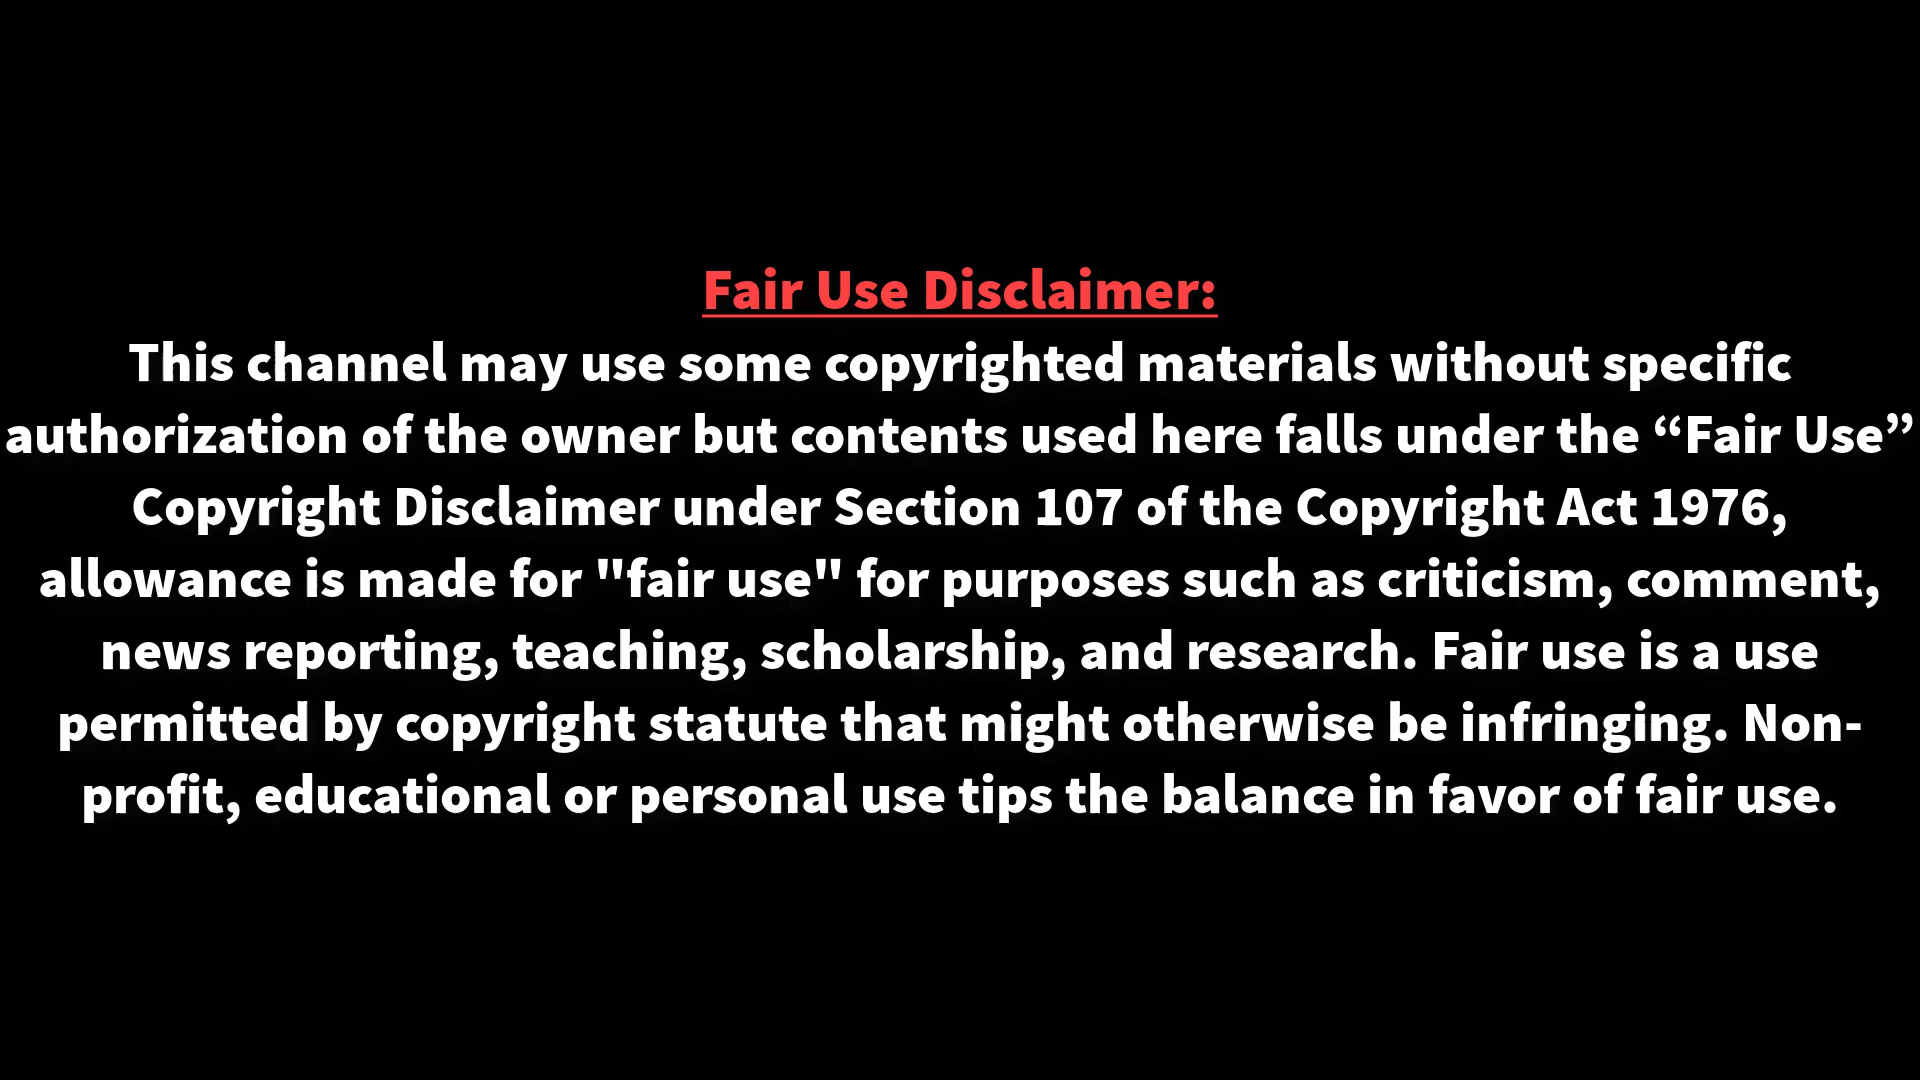 Fair Use Disclaimer:
This channel may use some copyrighted materials without specific
authorization of the owner but contents used here falls under the “Fair Use”
Copyright Disclaimer under Section 107 of the Copyright Act 1976,
allowance is made for "fair use" for purposes such as criticism, comment,
news reporting, teaching, scholarship, and research. Fair use is a use
permitted by copyright statute that might otherwise be infringing. Non-
profit, educational or personal use tips the balance in favor of fair use.